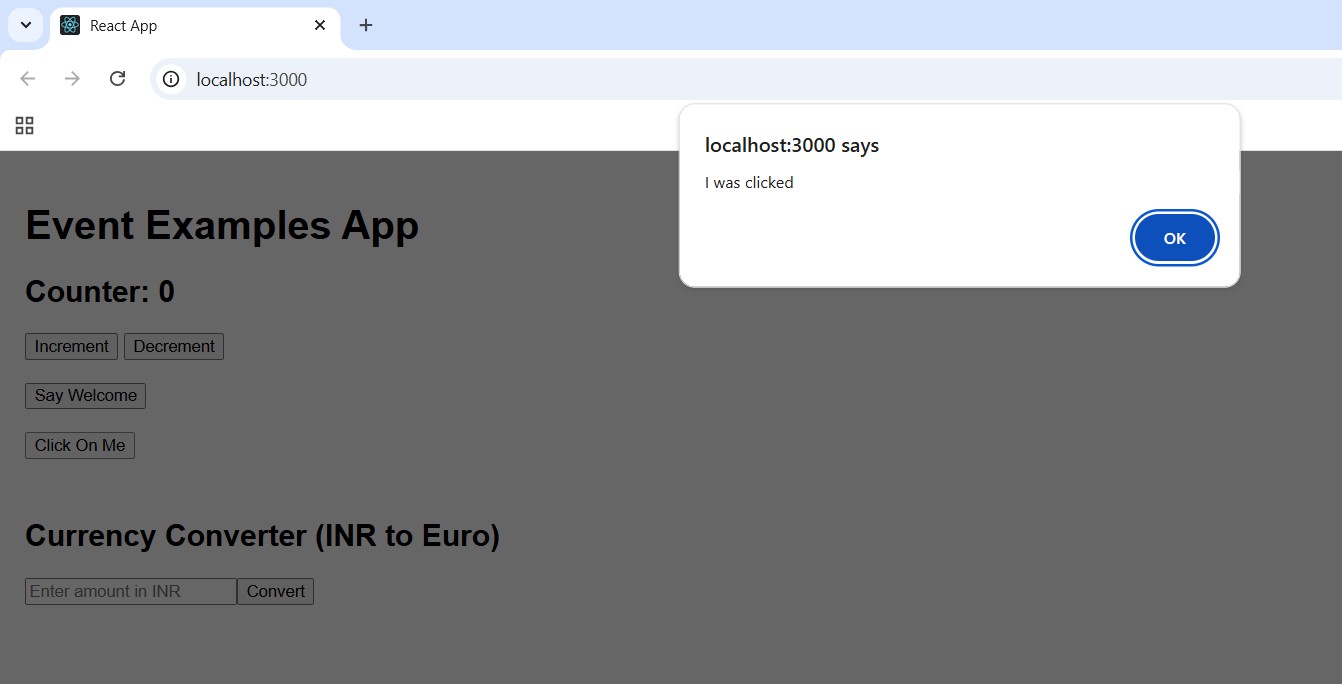 React App
localhost:3000
localhost:3000 says
I was clicked
OK
Event Examples App
Counter: 0
Increment Decrement
Say Welcome
Click On Me
Currency Converter (INR to Euro)
Enter amount in INR Convert